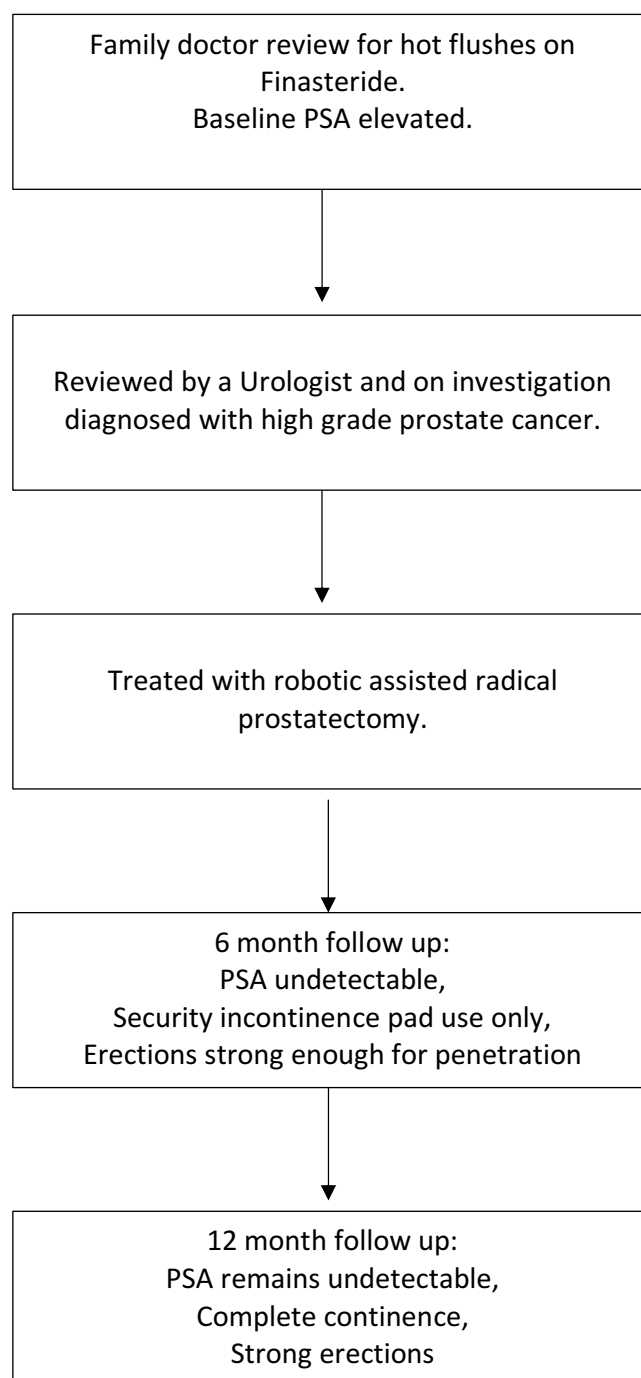 Family doctor review for hot flushes on
Finasteride.
Baseline PSA elevated.
Reviewed by a Urologist and on investigation
diagnosed with high grade prostate cancer.
Treated with robotic assisted radical
prostatectomy.
6 month follow up:
PSA undetectable,
Security incontinence pad use only,
Erections strong enough for penetration
12 month follow up:
PSA remains undetectable,
Complete continence,
Strong erections